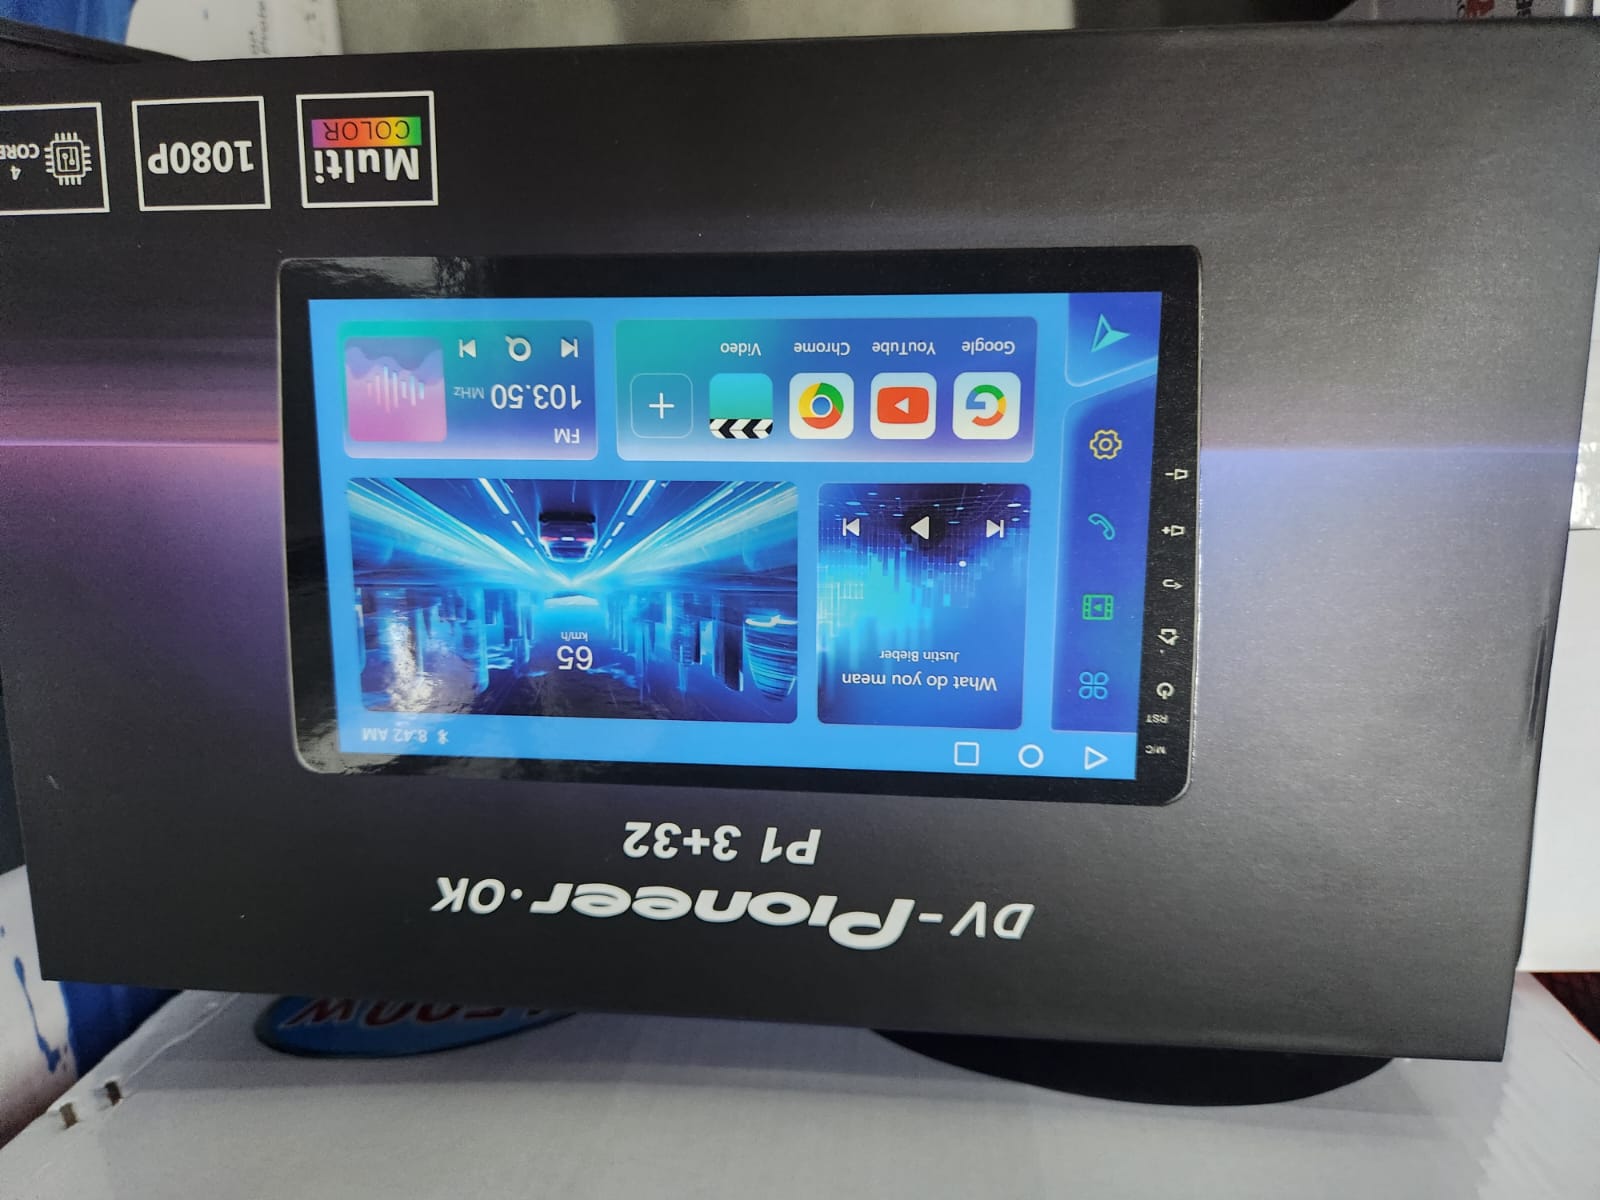 DV-Pioneer·OK
P1 3+32
MIC
RST
8:42 AM
What do you mean
Justin Bieber
65
km/h
Google
YouTube
Chrome
Video
FM
103.50 MHz
Multi
COLOR
1080P
4
CORE